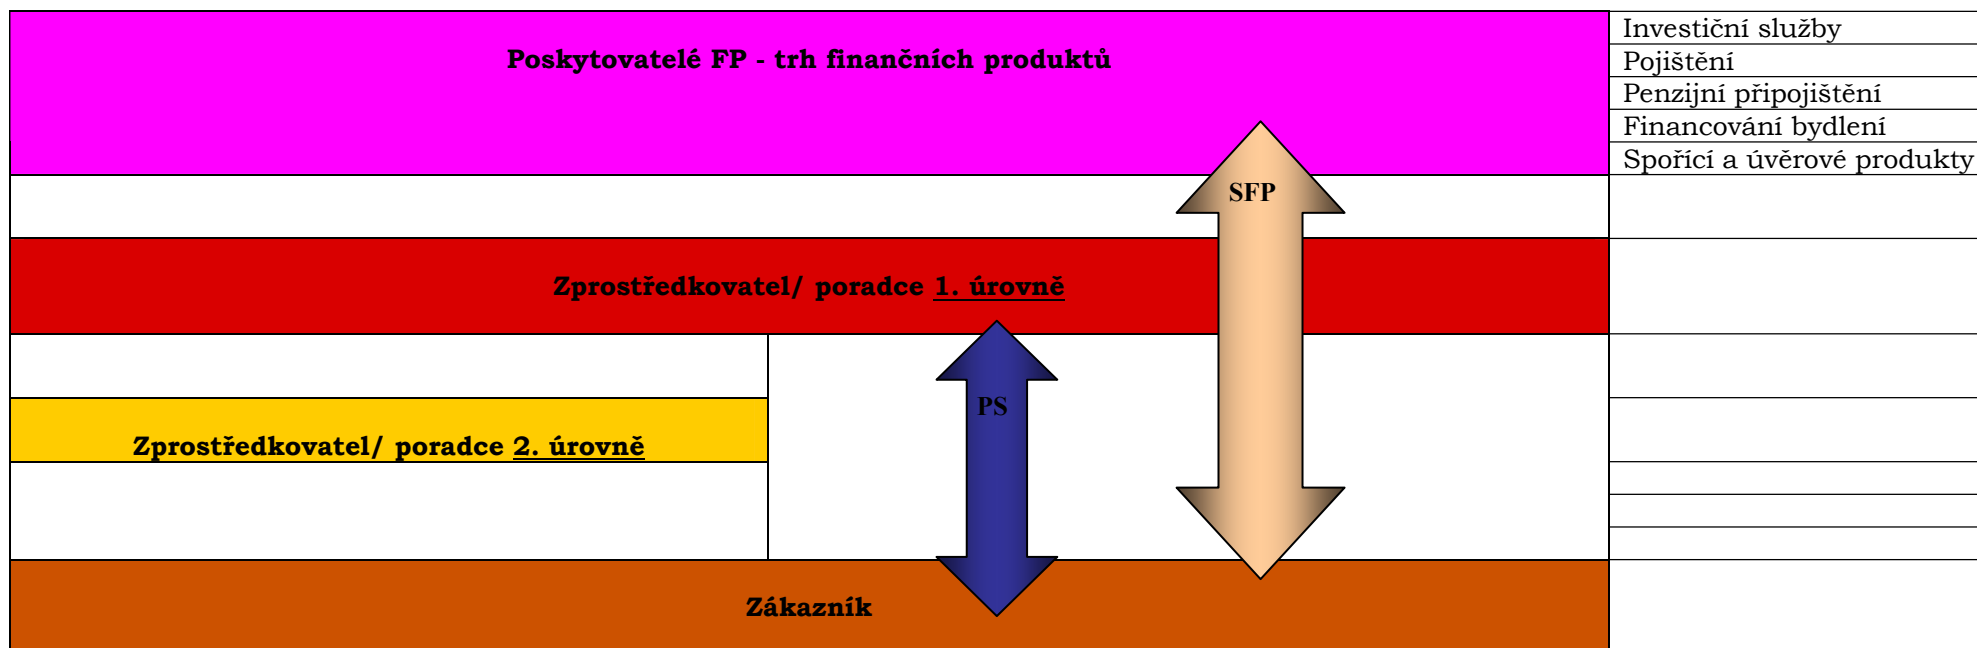 Poskytovatelé FP - trh finančních produktů
Investiční služby
Pojištění
Penzijní připojištění
Financování bydlení
Spořící a úvěrové produkty
SFP
Zprostředkovatel/ poradce 1. úrovně
PS
Zprostředkovatel/ poradce 2. úrovně
Zákazník